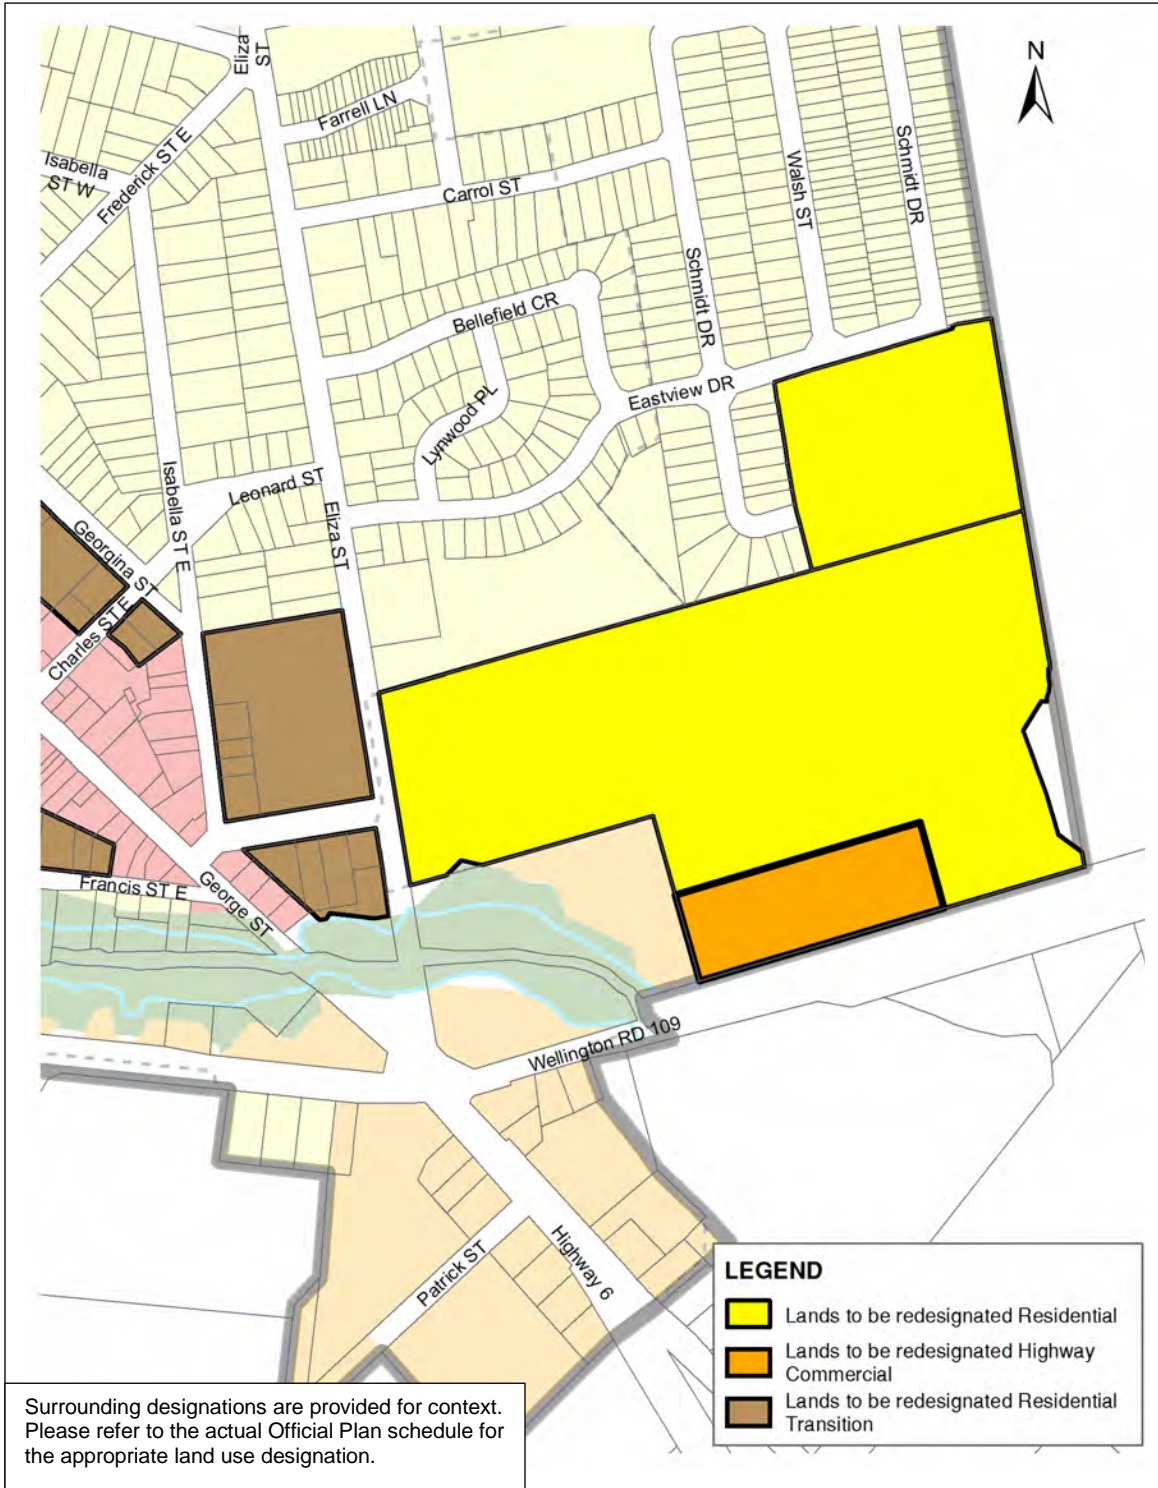 Eliza
ST
N
Farrell LN
Isabella
ST W
Frederick ST E
Carrol ST
Walsh ST
Schmidt DR
Schmidt DR
Bellefield CR
Eastview DR
Lynwood PL
Isabella ST E
Leonard ST
Eliza ST
Georgina ST
Charles ST E
Francis ST E
George ST
Wellington RD 109
Highway 6
Patrick ST
LEGEND
Lands to be redesignated Residential
Lands to be redesignated Highway
Commercial
Lands to be redesignated Residential
Transition
Surrounding designations are provided for context.
Please refer to the actual Official Plan schedule for
the appropriate land use designation.